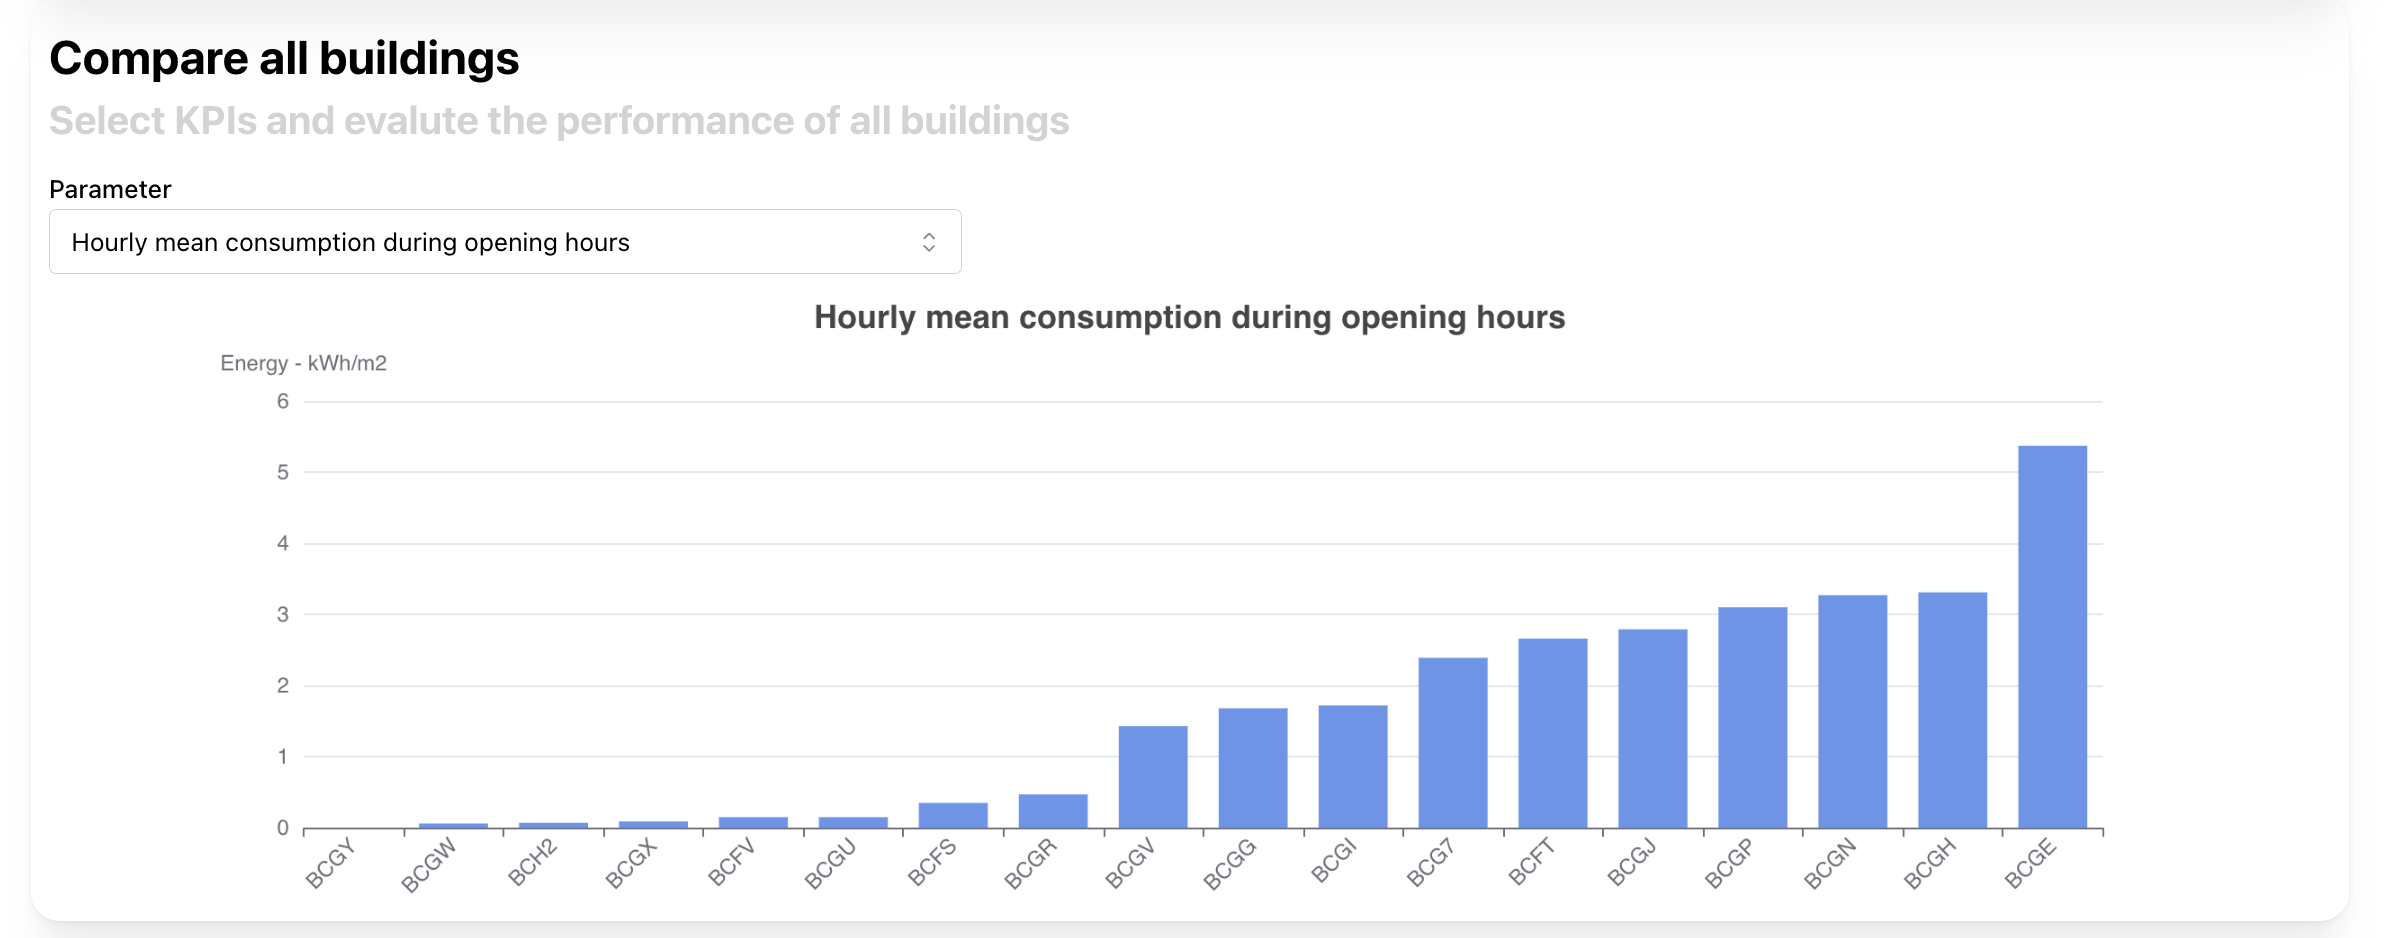 Compare all buildings
Select KPIs and evalute the performance of all buildings
Parameter
Hourly mean consumption during opening hours
Hourly mean consumption during opening hours
Energy - kWh/m2
6
5
4
3
2
1
0
BCGY BCGW BCH2 BCGX BCFV BCGU BCFS BCGR BCGV BCGG BCGI BCG7 BCFT BCGJ BCGP BCGN BCGH BCGE